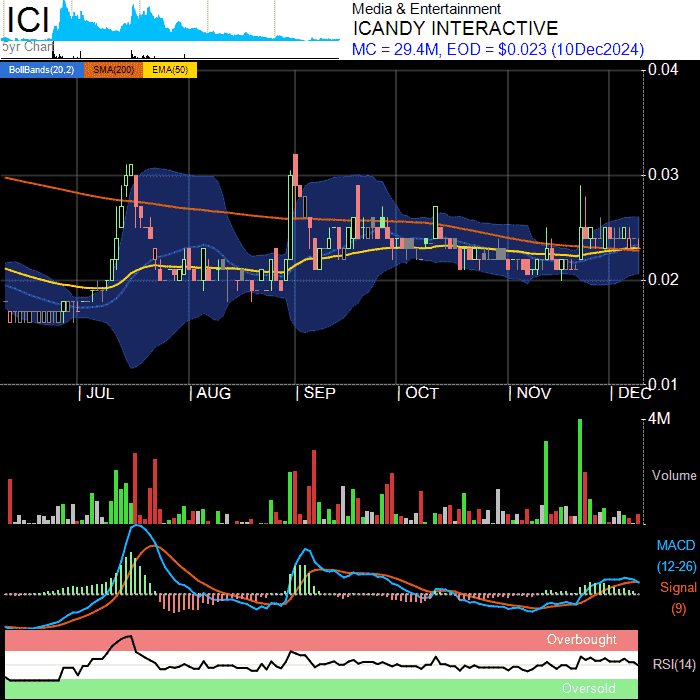 ICI
5yr Chart
Media & Entertainment
ICANDY INTERACTIVE
MC = 29.4M, EOD = $0.023 (10Dec2024)
BollBands(20,2) SMA(200) EMA(50)
0.04
0.03
0.02
0.01
JUL AUG SEP OCT NOV DEC
4M
Volume
MACD
(12-26)
Signal
(9)
Overbought
RSI(14)
Oversold